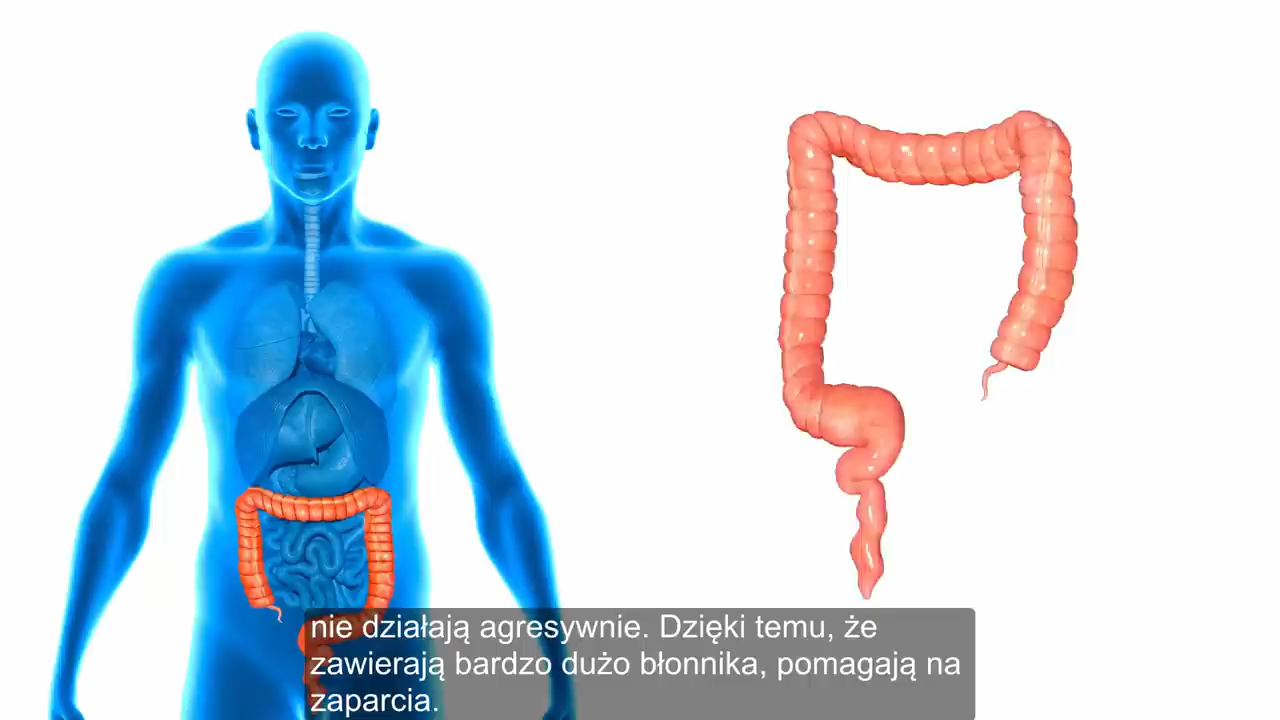 nie działają agresywnie. Dzięki temu, że
zawierają bardzo dużo błonnika, pomagają na
zaparcia.